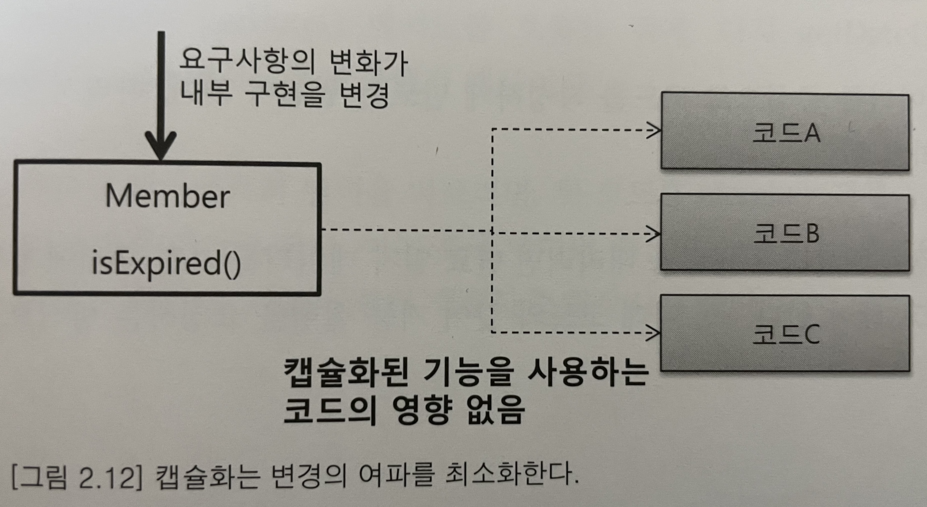 요구사항의 변화가
내부 구현을 변경
Member
isExpired()
코드A
코드B
코드C
캡슐화된 기능을 사용하는
코드의 영향 없음
[그림 2.12] 캡슐화는 변경의 여파를 최소화한다.